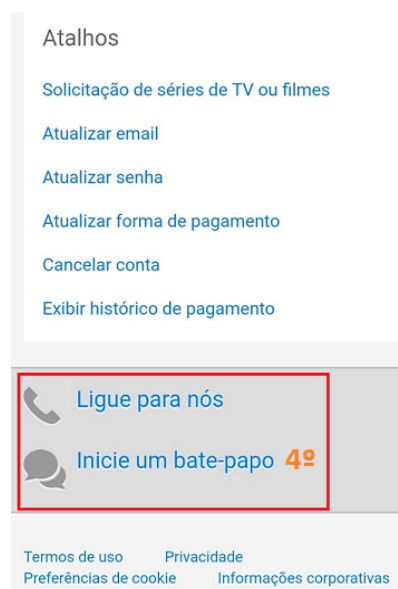 Atalhos
Solicitação de séries de TV ou filmes
Atualizar email
Atualizar senha
Atualizar forma de pagamento
Cancelar conta
Exibir histórico de pagamento
Ligue para nós
Inicie um bate-papo 4º
Termos de uso Privacidade
Preferências de cookie Informações corporativas